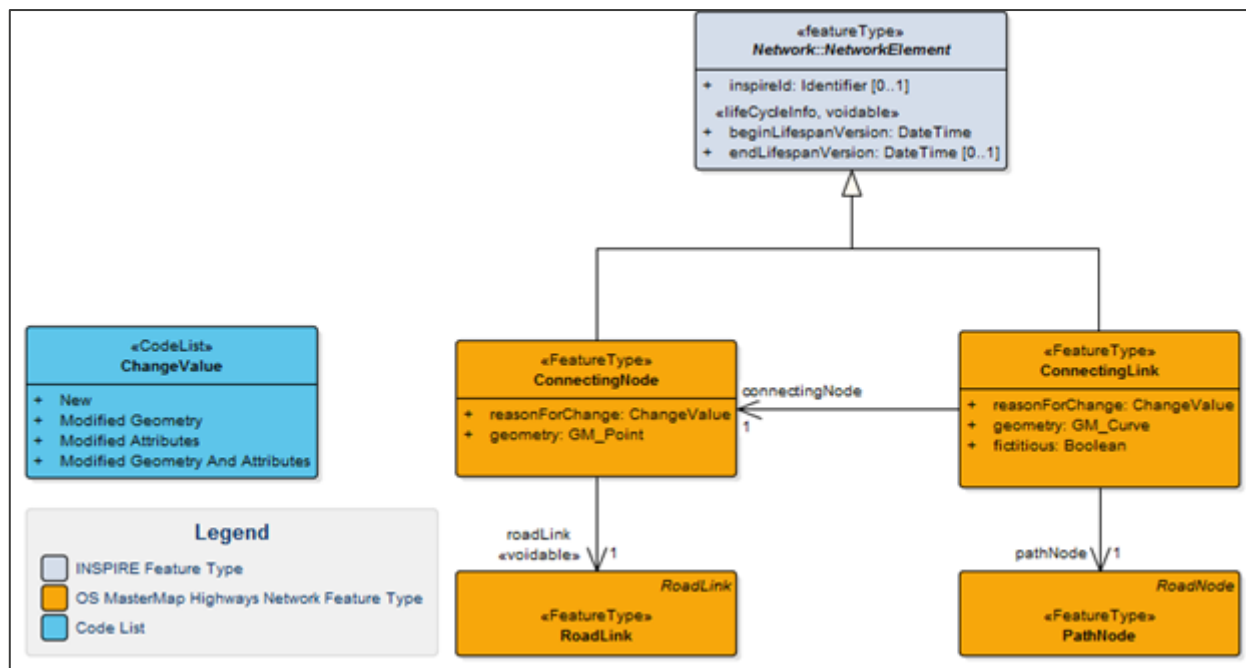 «featureType»
Network::NetworkElement
+ inspireId: Identifier [0..1]
«lifeCycleInfo, voidable»
+ beginLifespanVersion: DateTime
+ endLifespanVersion: DateTime [0..1]
«CodeList»
ChangeValue
+ New
+ Modified Geometry
+ Modified Attributes
+ Modified Geometry And Attributes
«FeatureType»
ConnectingNode
+ reasonForChange: ChangeValue
+ geometry: GM_Point
connectingNode
1
«FeatureType»
ConnectingLink
+ reasonForChange: ChangeValue
+ geometry: GM_Curve
+ fictitious: Boolean
Legend
INSPIRE Feature Type
OS MasterMap Highways Network Feature Type
Code List
roadLink
«voidable» 1
RoadLink
«FeatureType»
RoadLink
pathNode 1
RoadNode
«FeatureType»
PathNode